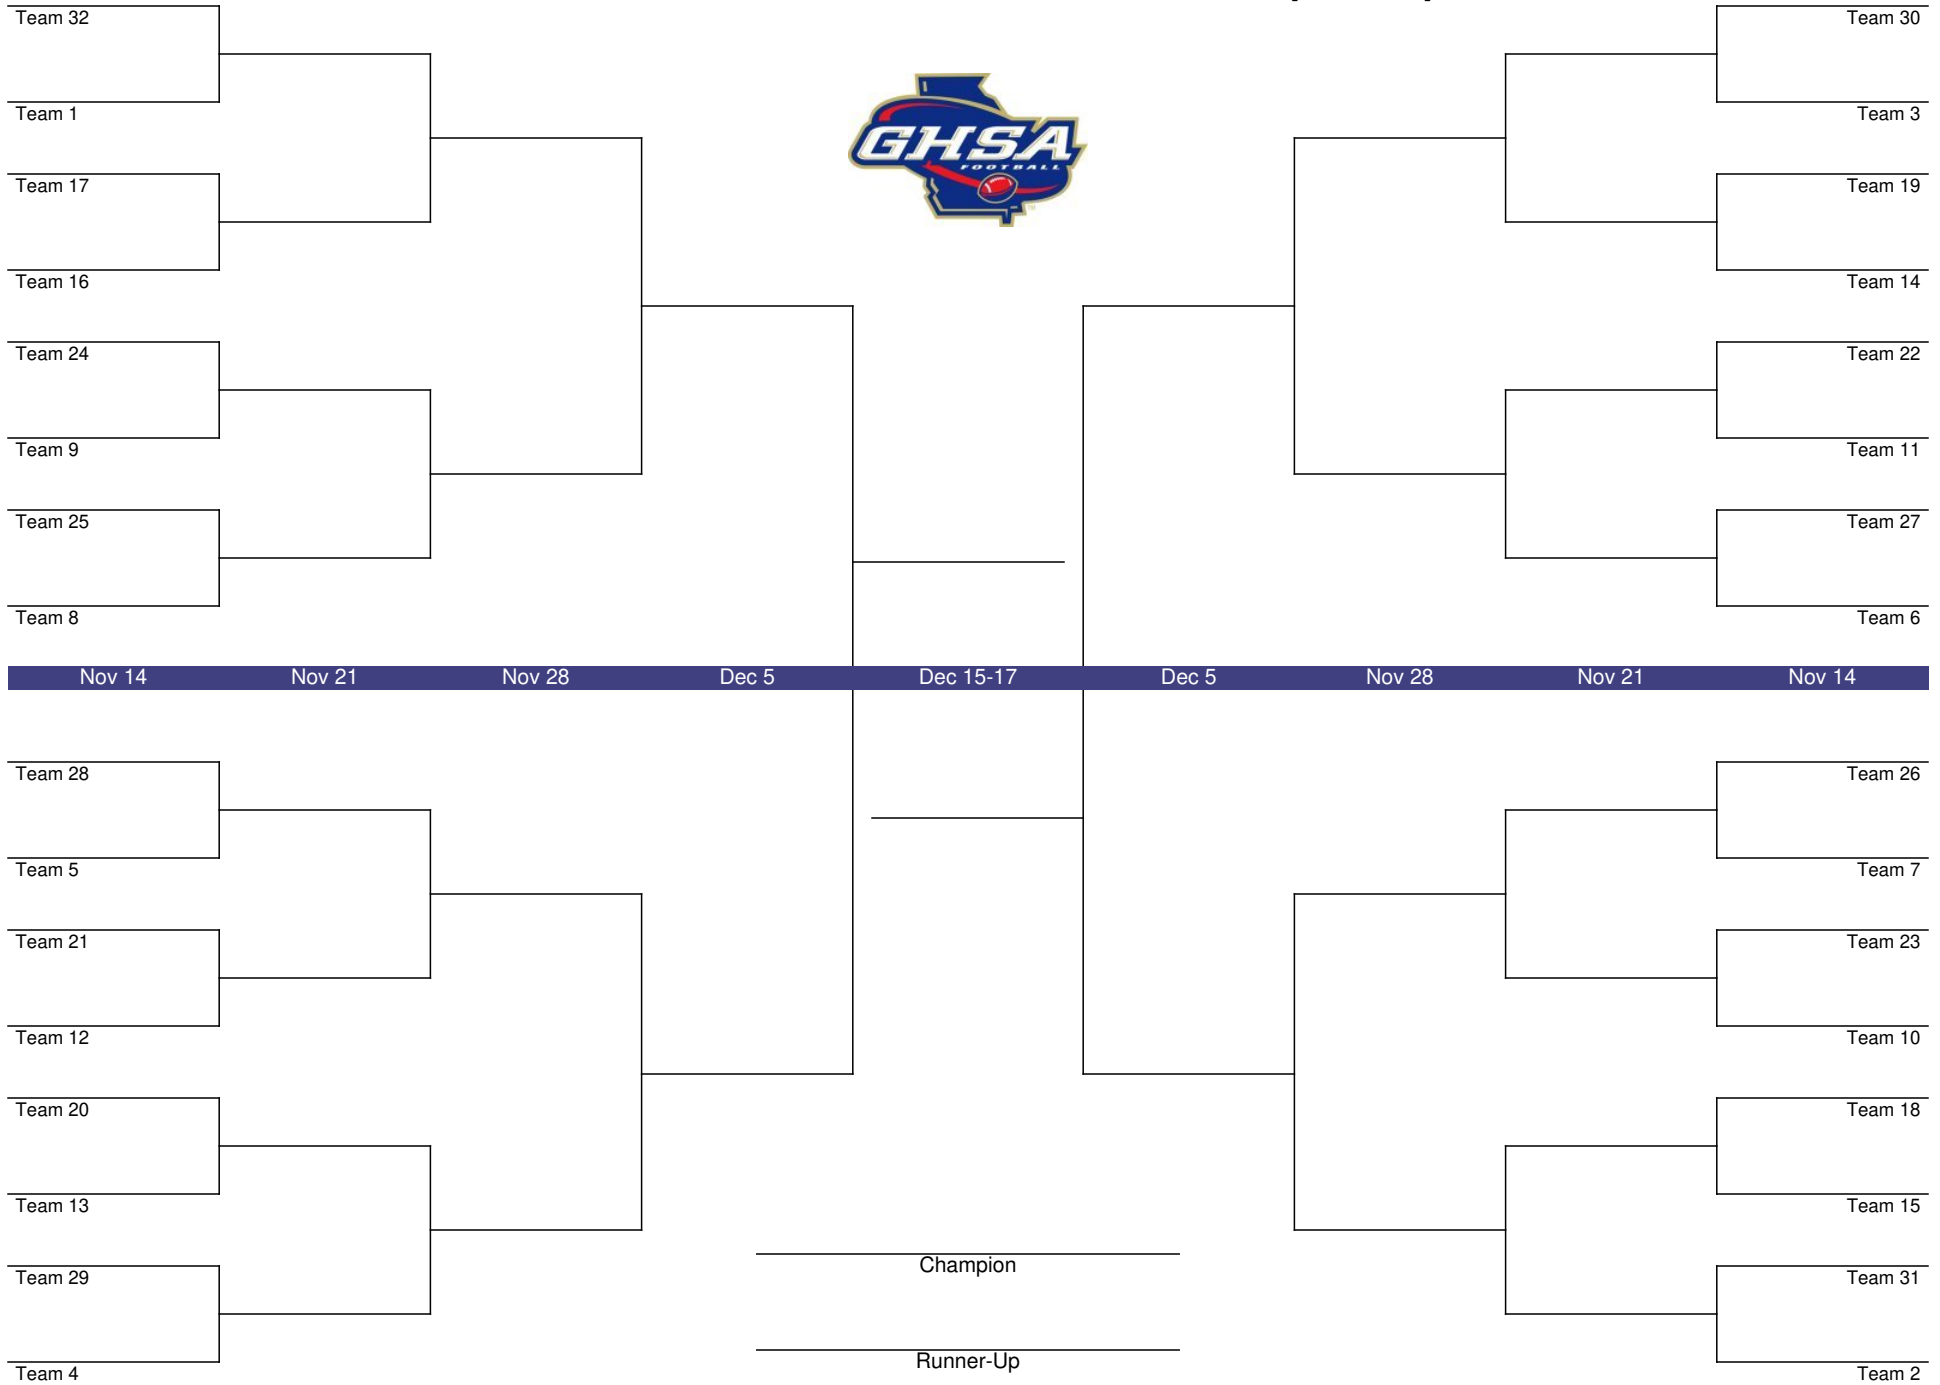 Team 32
Team 1
Team 17
Team 16
Team 24
Team 9
Team 25
Team 8
GHSA
FOOTBALL
Team 30
Team 3
Team 19
Team 14
Team 22
Team 11
Team 27
Team 6
Nov 14 Nov 21 Nov 28 Dec 5 Dec 15-17 Dec 5 Nov 28 Nov 21 Nov 14
Team 28
Team 5
Team 21
Team 12
Team 20
Team 13
Team 29
Team 4
Champion
Runner-Up
Team 26
Team 7
Team 23
Team 10
Team 18
Team 15
Team 31
Team 2